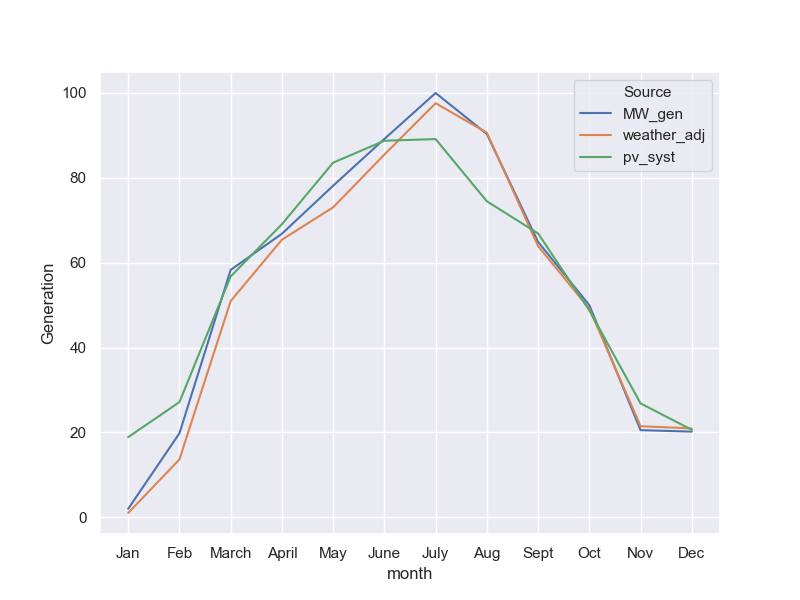 Source
MW_gen
weather_adj
pv_syst
100
80
60
40
20
0
Generation
Jan Feb March April May June July Aug Sept Oct Nov Dec
month